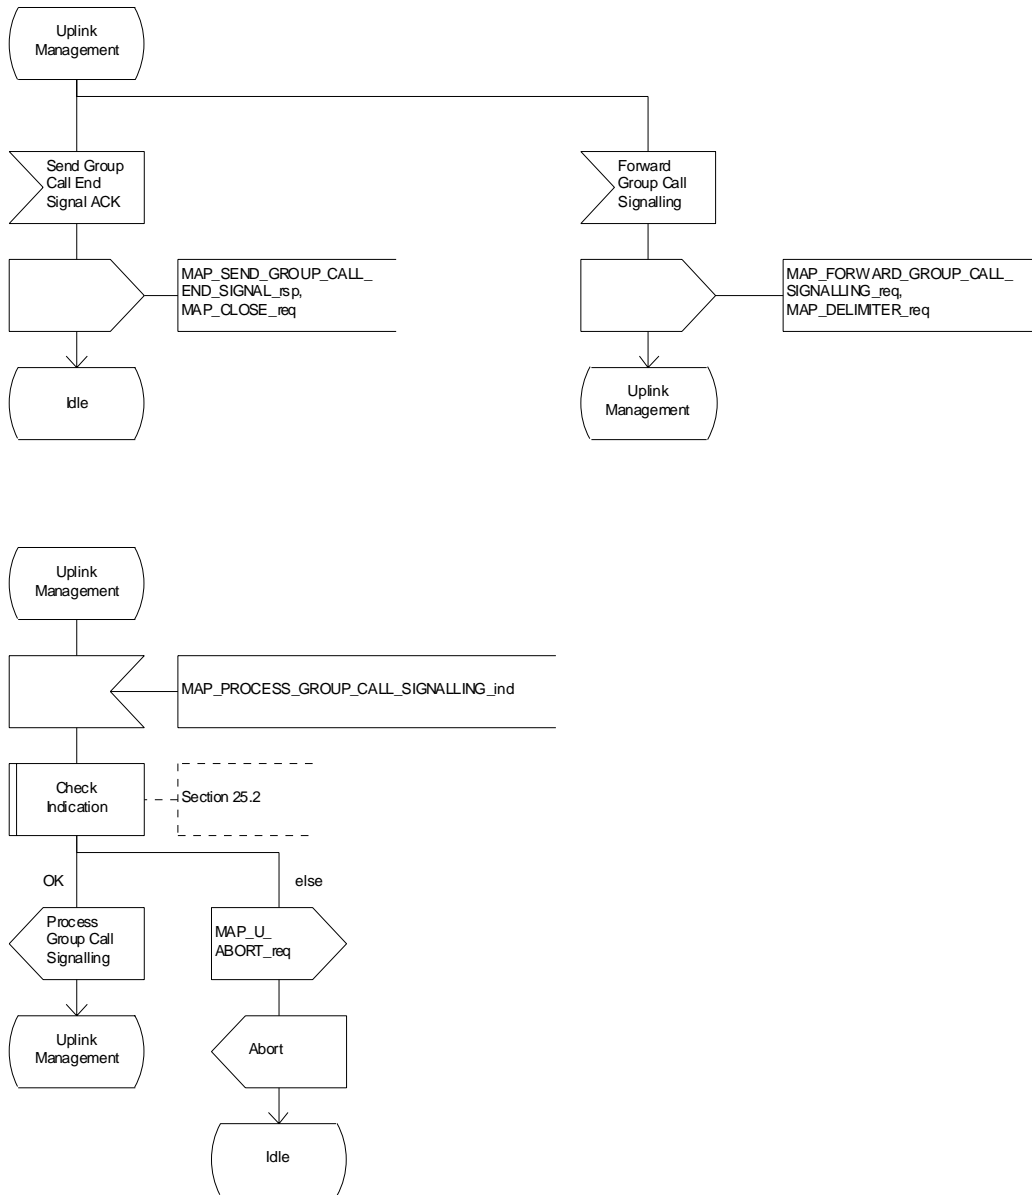 Uplink
Management
Send Group
Call End
Signal ACK
Forward
Group Call
Signalling
MAP_SEND_GROUP_CALL_
END_SIGNAL_rsp,
MAP_CLOSE_req
MAP_FORWARD_GROUP_CALL_
SIGNALLING_req,
MAP_DELIMITER_req
Idle
Uplink
Management
Uplink
Management
MAP_PROCESS_GROUP_CALL_SIGNALLING_ind
Check
Indication
Section 25.2
OK
else
Process
Group Call
Signalling
MAP_U_
ABORT_req
Uplink
Management
Abort
Idle